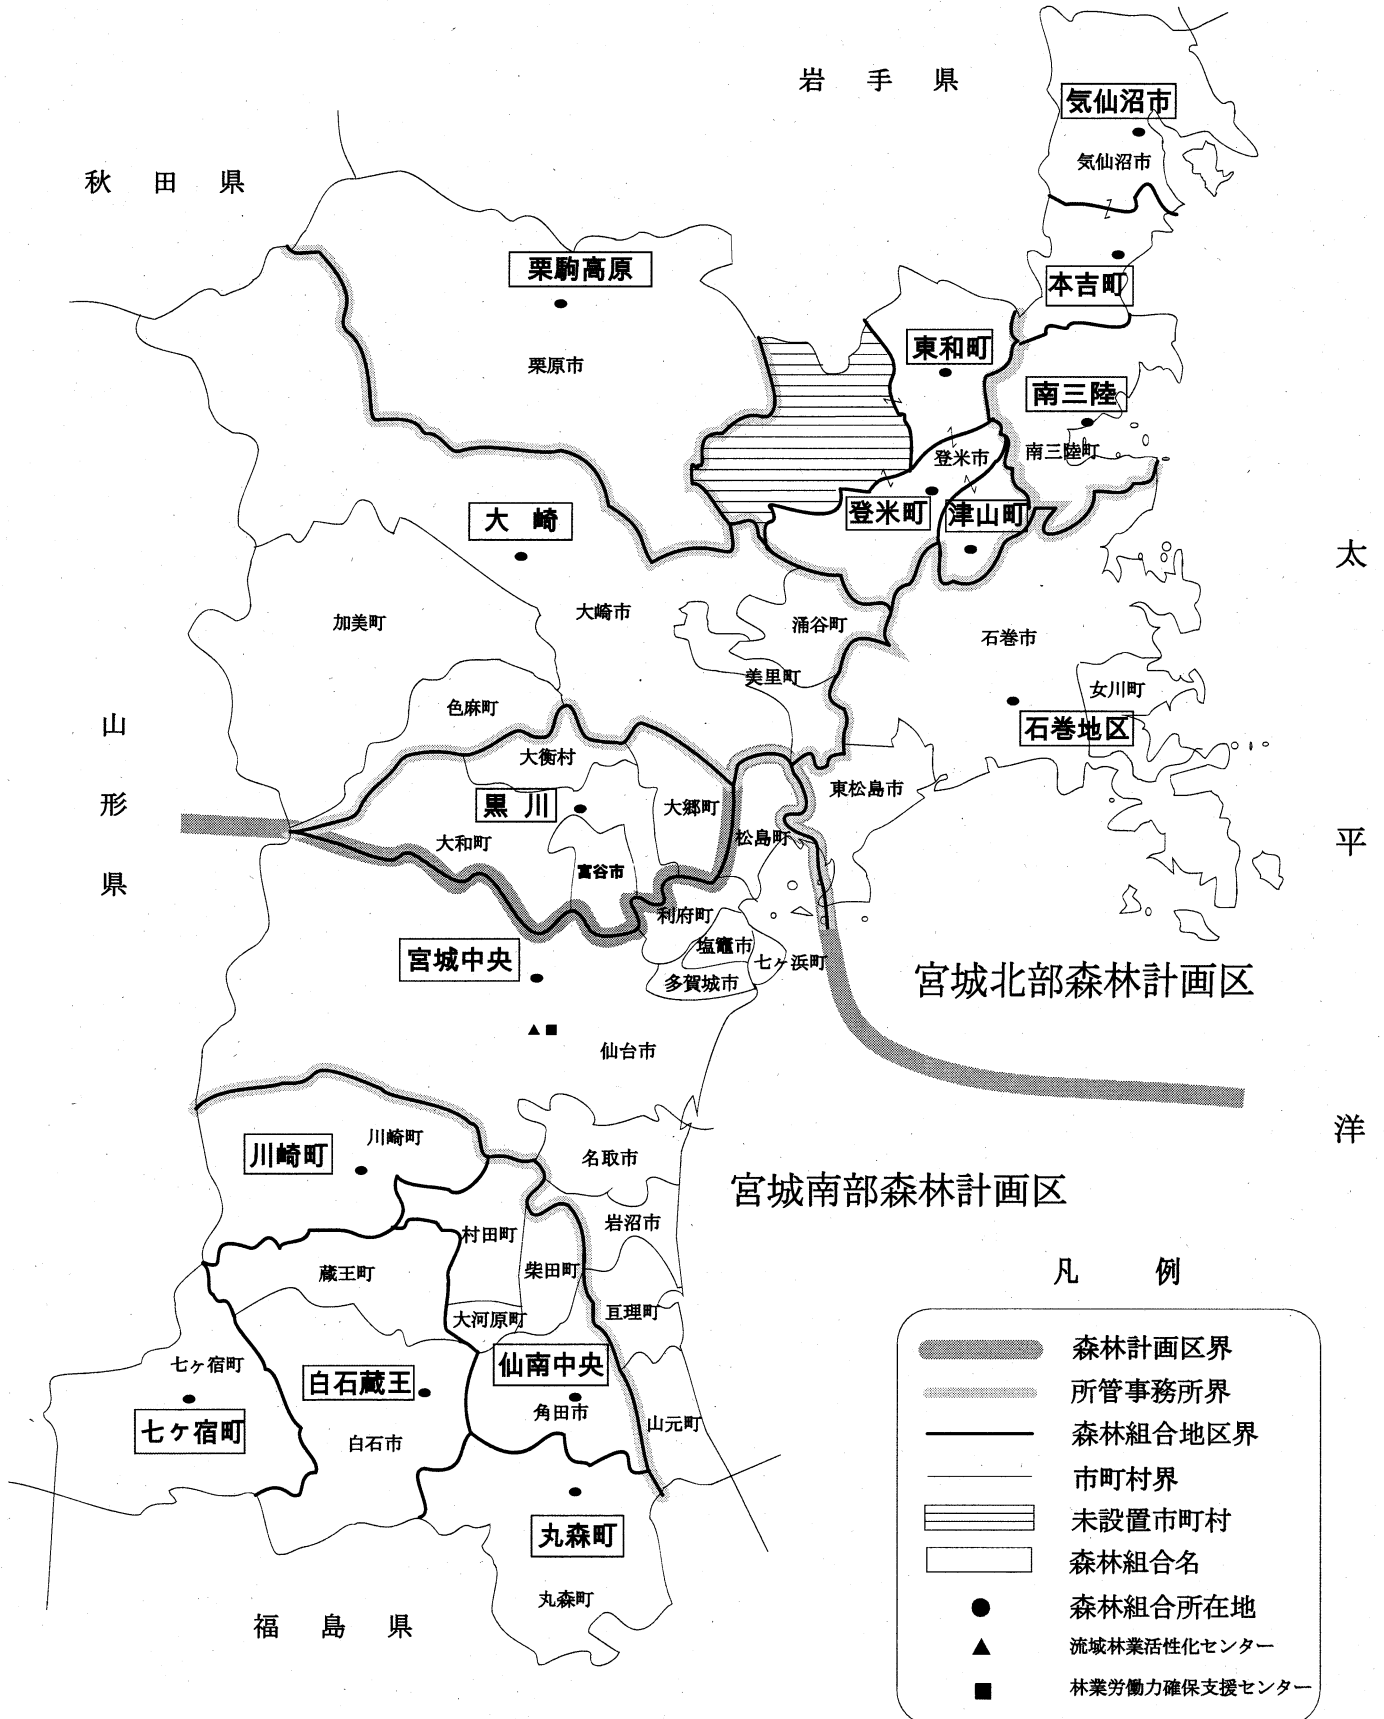 岩手県
秋田県
気仙沼市
気仙沼市
栗駒高原
栗原市
本吉町
東和町
南三陸
南三陸町
登米市
登米町
津山町
大崎
大崎市
加美町
涌谷町
石巻市
美里町
女川町
色麻町
石巻地区
大衡村
東松島市
黒川
大郷町
松島町
大和町
富谷市
利府町
塩竈市
七ヶ浜町
多賀城市
宮城中央
仙台市
山形県
太平洋
宮城北部森林計画区
川崎町
川崎町
名取市
宮城南部森林計画区
村田町
岩沼市
蔵王町
柴田町
大河原町
亘理町
七ヶ宿町
七ケ宿町
白石蔵王
白石市
仙南中央
角田市
山元町
丸森町
丸森町
福島県
凡例
森林計画区界
所管事務所界
森林組合地区界
市町村界
未設置市町村
森林組合名
森林組合所在地
流域林業活性化センター
林業労働力確保支援センター